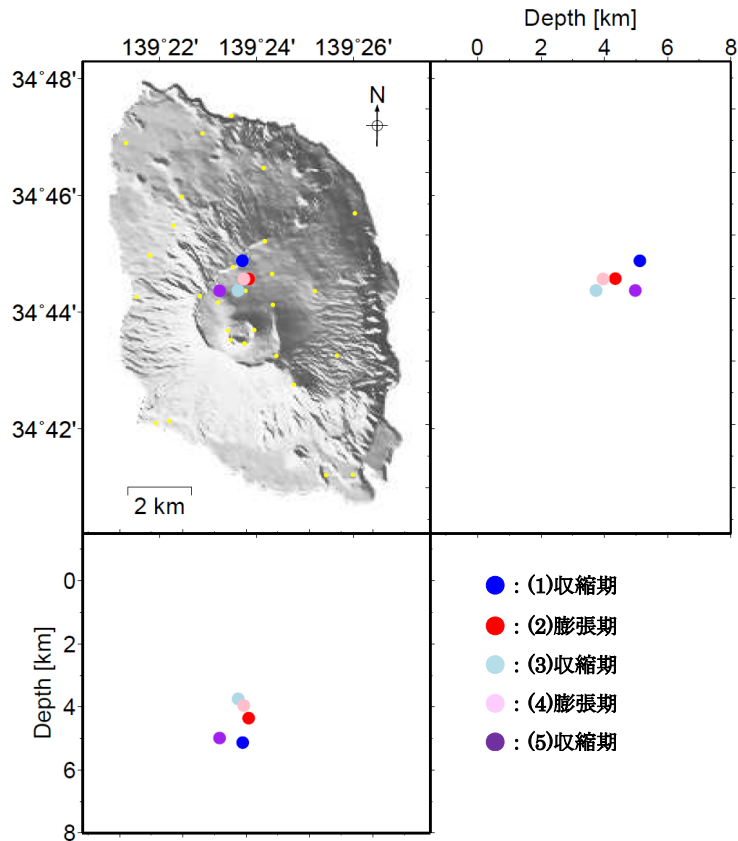 Depth [km]
139˚22' 139˚24' 139˚26'
0 2 4 6 8
34˚48'
34˚46'
34˚44'
34˚42'
N
2 km
0
2
4
6
8
Depth [km]
: (1)収縮期
: (2)膨張期
: (3)収縮期
: (4)膨張期
: (5)収縮期